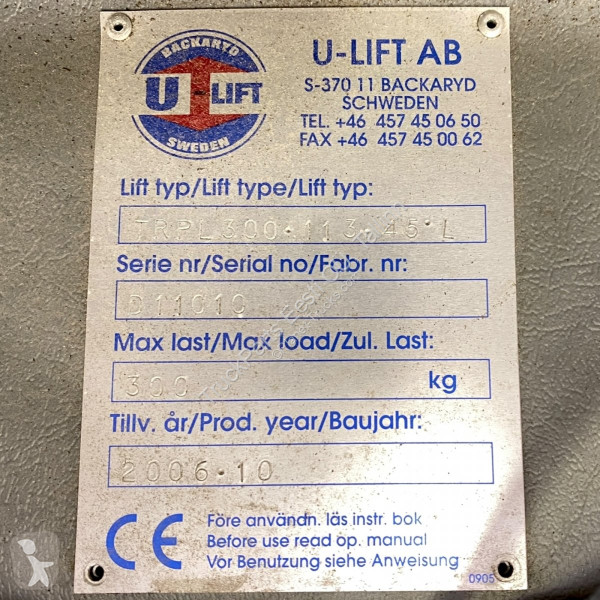 BACKARYD
U-LIFT
SWEDEN
U-LIFT AB
S-370 11 BACKARYD
SCHWEDEN
TEL. +46 457 45 06 50
FAX +46 457 45 00 62
Lift typ/Lift type/Lift typ:
TRPL300·113·45·L
Serie nr/Serial no/Fabr. nr:
D11010
Max last/Max load/Zul. Last:
300 kg
Tillv. år/Prod. year/Baujahr:
2006·10
CE
Före användn. läs instr. bok
Before use read op. manual
Vor Benutzung siehe Anweisung
0905